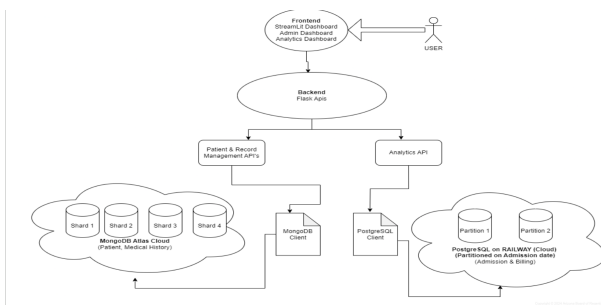 Frontend
StreamLit Dashboard
Admin Dashboard
Analytics Dashboard
USER
Backend
Flask Apis
Patient & Record
Management API's
Analytics API
Shard 1
Shard 2
Shard 3
Shard 4
MongoDB Atlas Cloud
(Patient, Medical History)
MongoDB
Client
PostgreSQL
Client
Partition 1
Partition 2
PostgreSQL on RAILWAY (Cloud)
(Partitioned on Admission date)
(Admission & Billing)